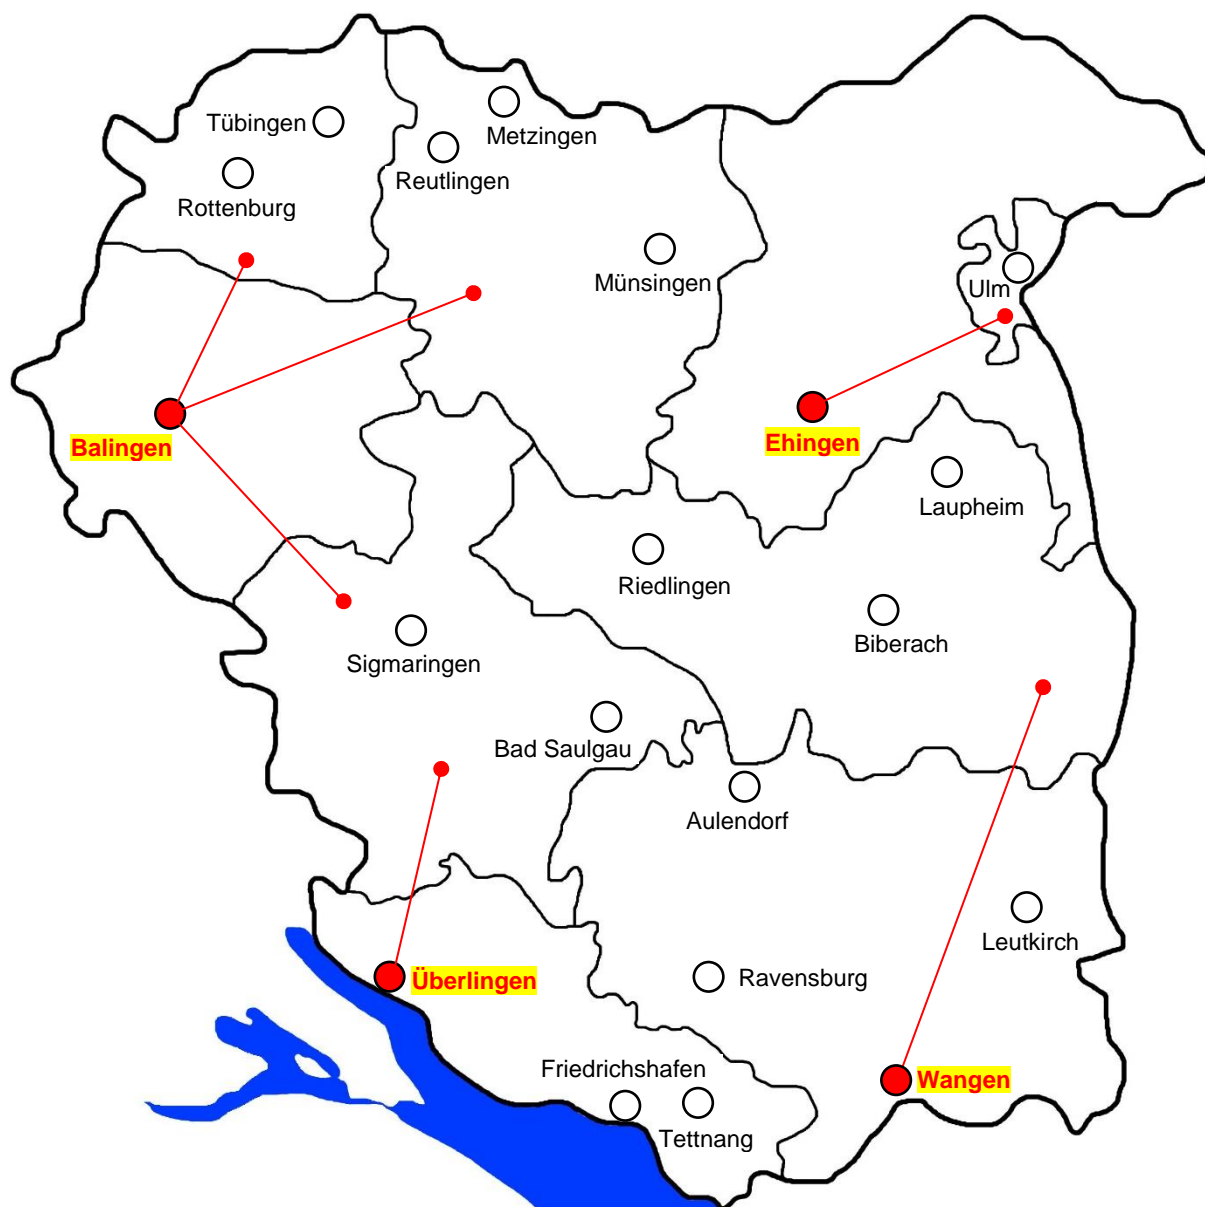 Metzingen
Tübingen
Reutlingen
Rottenburg
Münsingen
Ulm
Balingen
Ehingen
Laupheim
Riedlingen
Biberach
Sigmaringen
Bad Saulgau
Aulendorf
Leutkirch
Überlingen
Ravensburg
Friedrichshafen
Wangen
Tettnang